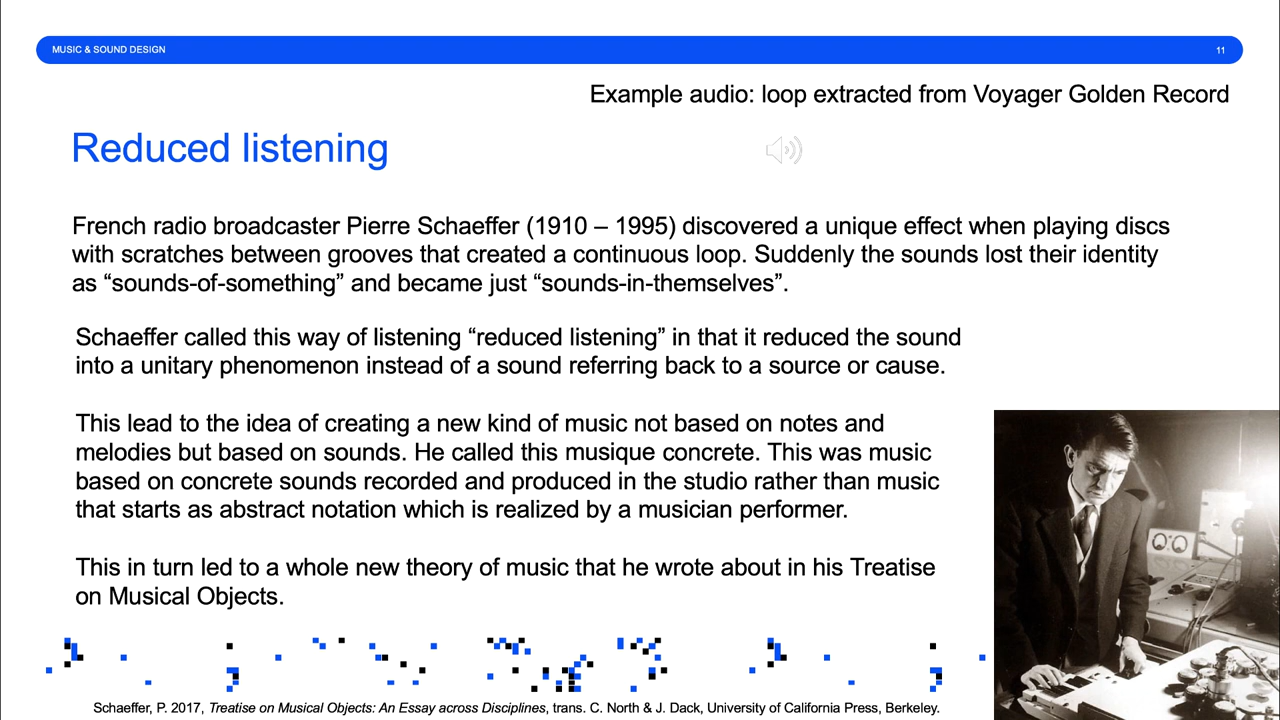 MUSIC & SOUND DESIGN 11
Example audio: loop extracted from Voyager Golden Record
Reduced listening
French radio broadcaster Pierre Schaeffer (1910 – 1995) discovered a unique effect when playing discs
with scratches between grooves that created a continuous loop. Suddenly the sounds lost their identity
as “sounds-of-something” and became just “sounds-in-themselves”.
Schaeffer called this way of listening “reduced listening” in that it reduced the sound
into a unitary phenomenon instead of a sound referring back to a source or cause.
This lead to the idea of creating a new kind of music not based on notes and
melodies but based on sounds. He called this musique concrete. This was music
based on concrete sounds recorded and produced in the studio rather than music
that starts as abstract notation which is realized by a musician performer.
This in turn led to a whole new theory of music that he wrote about in his Treatise
on Musical Objects.
Schaeffer, P. 2017, Treatise on Musical Objects: An Essay across Disciplines, trans. C. North & J. Dack, University of California Press, Berkeley.